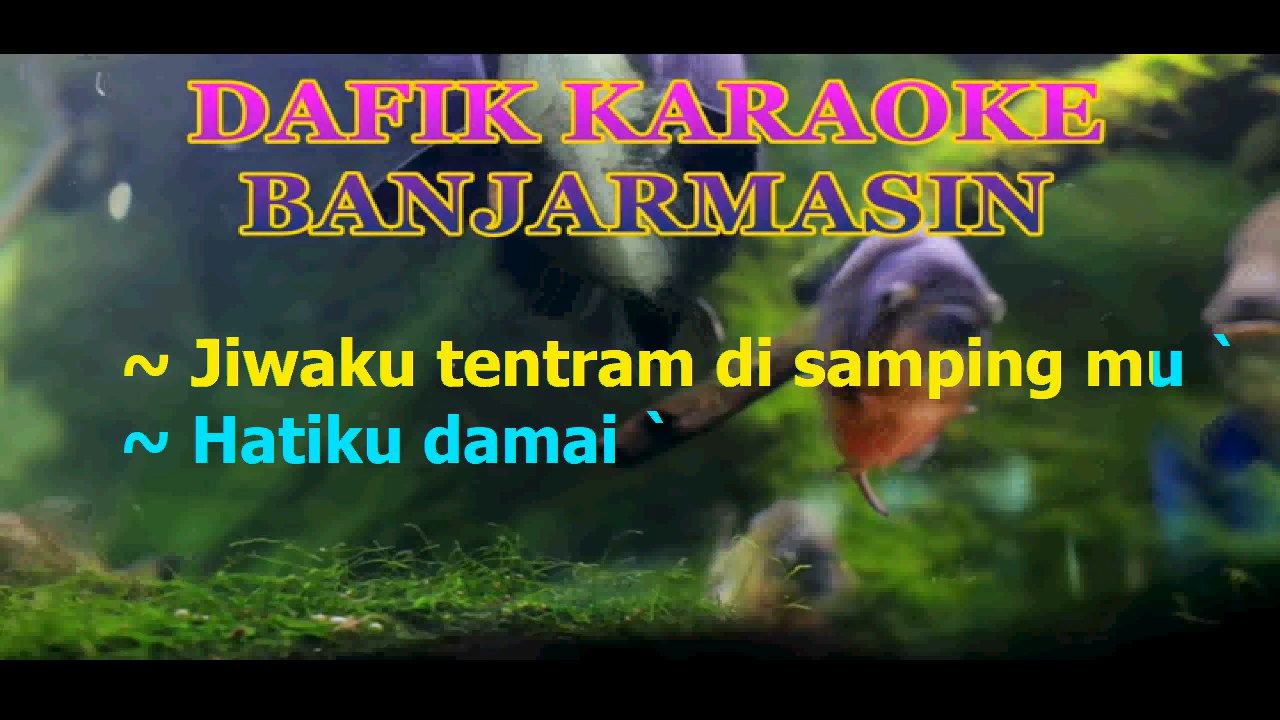 DAFIK KARAOKE
BANJARMASIN
~ Jiwaku tentram di samping mu `
~ Hatiku damai `